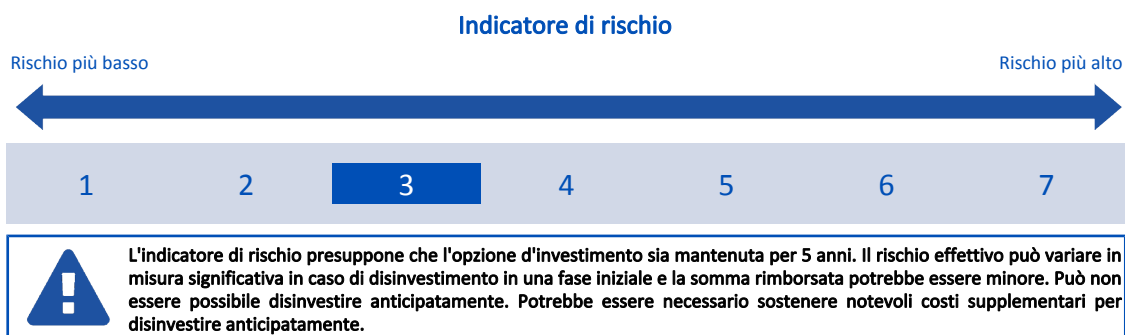 Indicatore di rischio
Rischio più basso
Rischio più alto
1 2 3 4 5 6 7
L'indicatore di rischio presuppone che l'opzione d'investimento sia mantenuta per 5 anni. Il rischio effettivo può variare in
misura significativa in caso di disinvestimento in una fase iniziale e la somma rimborsata potrebbe essere minore. Può non
essere possibile disinvestire anticipatamente. Potrebbe essere necessario sostenere notevoli costi supplementari per
disinvestire anticipatamente.